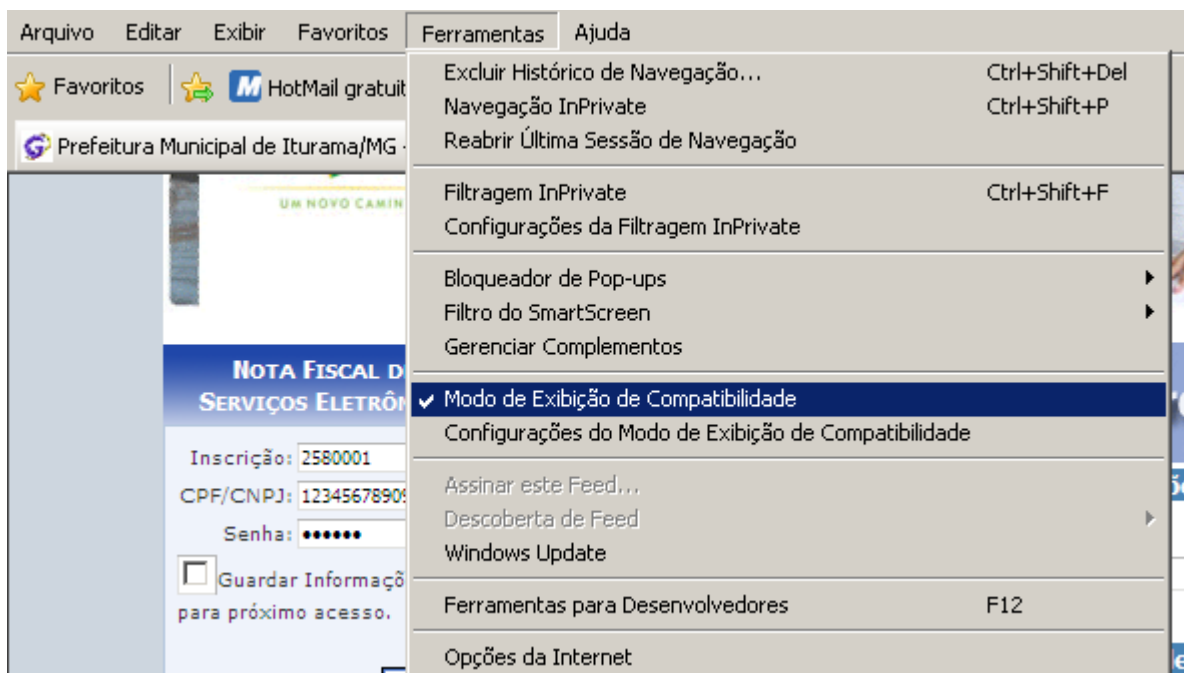 Arquivo Editar Exibir Favoritos Ferramentas Ajuda
Favoritos HotMail gratuit
Prefeitura Municipal de Iturama/MG
Excluir Histórico de Navegação... Ctrl+Shift+Del
Navegação InPrivate Ctrl+Shift+P
Reabrir Última Sessão de Navegação
Filtragem InPrivate Ctrl+Shift+F
Configurações da Filtragem InPrivate
Bloqueador de Pop-ups
Filtro do SmartScreen
Gerenciar Complementos
Modo de Exibição de Compatibilidade
Configurações do Modo de Exibição de Compatibilidade
Assinar este Feed...
Descoberta de Feed
Windows Update
Ferramentas para Desenvolvedores F12
Opções da Internet
UM NOVO CAMIN
NOTA FISCAL D
SERVIÇOS ELETRÔN
Inscrição: 2580001
CPF/CNPJ: 12345678909
Senha: ••••••
Guardar Informaçõ
para próximo acesso.